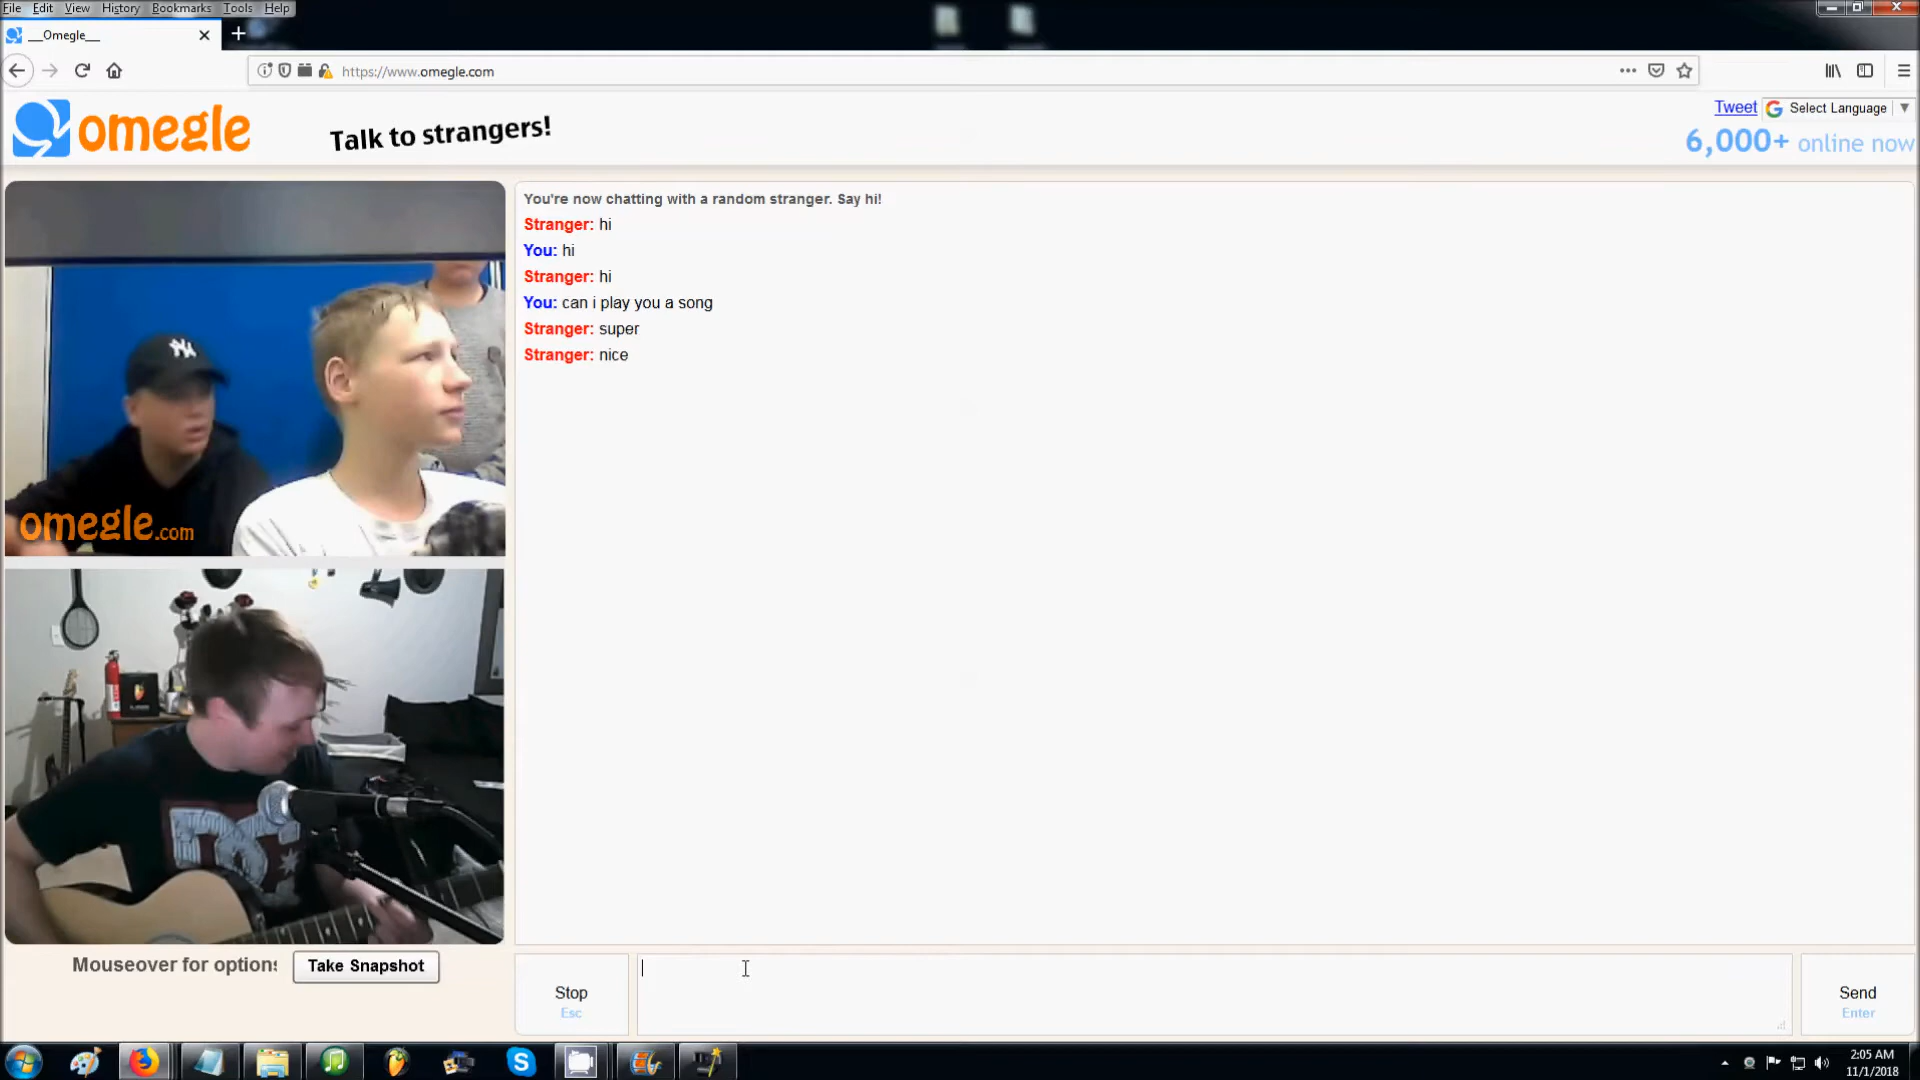 File Edit View History Bookmarks Tools Help
__Omegle__
https://www.omegle.com
omegle
Talk to strangers!
Tweet
Select Language
6,000+ online now
You're now chatting with a random stranger. Say hi!
Stranger: hi
You: hi
Stranger: hi
You: can i play you a song
Stranger: super
Stranger: nice
NY
omegle.com
DC
Mouseover for options
Take Snapshot
Stop
Esc
Send
Enter
2:05 AM
11/1/2018